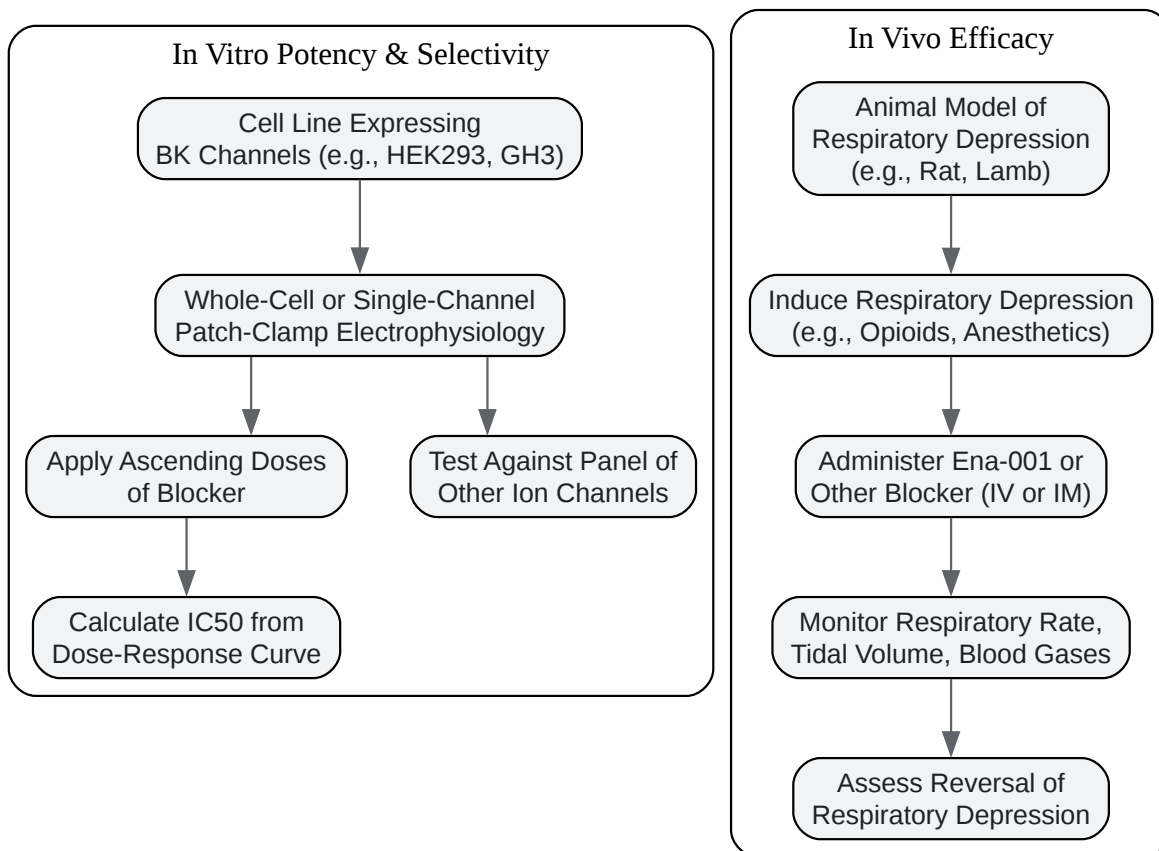 In Vitro Potency & Selectivity
Cell Line Expressing
BK Channels (e.g., HEK293, GH3)
Whole-Cell or Single-Channel
Patch-Clamp Electrophysiology
Apply Ascending Doses
of Blocker
Test Against Panel of
Other Ion Channels
Calculate IC50 from
Dose-Response Curve
In Vivo Efficacy
Animal Model of
Respiratory Depression
(e.g., Rat, Lamb)
Induce Respiratory Depression
(e.g., Opioids, Anesthetics)
Administer Ena-001 or
Other Blocker (IV or IM)
Monitor Respiratory Rate,
Tidal Volume, Blood Gases
Assess Reversal of
Respiratory Depression